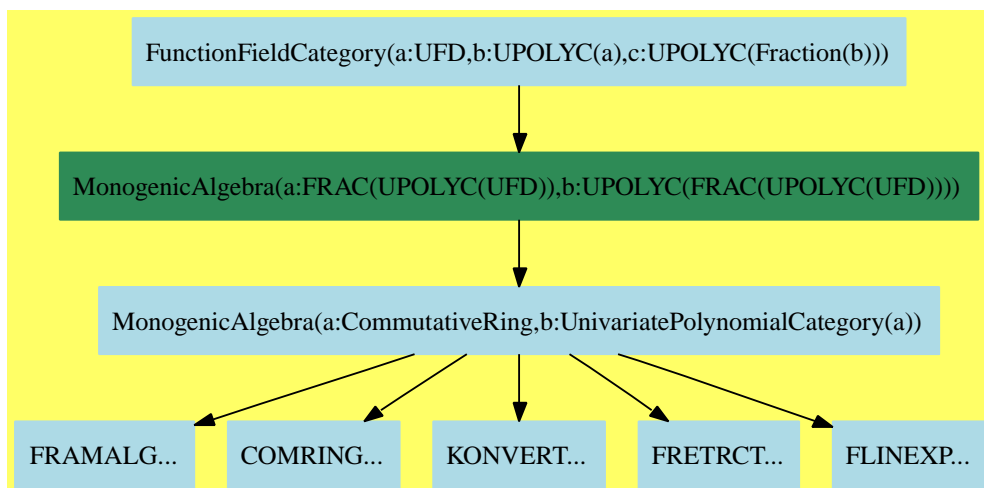 FunctionFieldCategory(a:UFD,b:UPOLYC(a),c:UPOLYC(Fraction(b)))
MonogenicAlgebra(a:FRAC(UPOLYC(UFD)),b:UPOLYC(FRAC(UPOLYC(UFD))))
MonogenicAlgebra(a:CommutativeRing,b:UnivariatePolynomialCategory(a))
FRAMALG... COMRING... KONVERT... FRETRCT... FLINEXP...